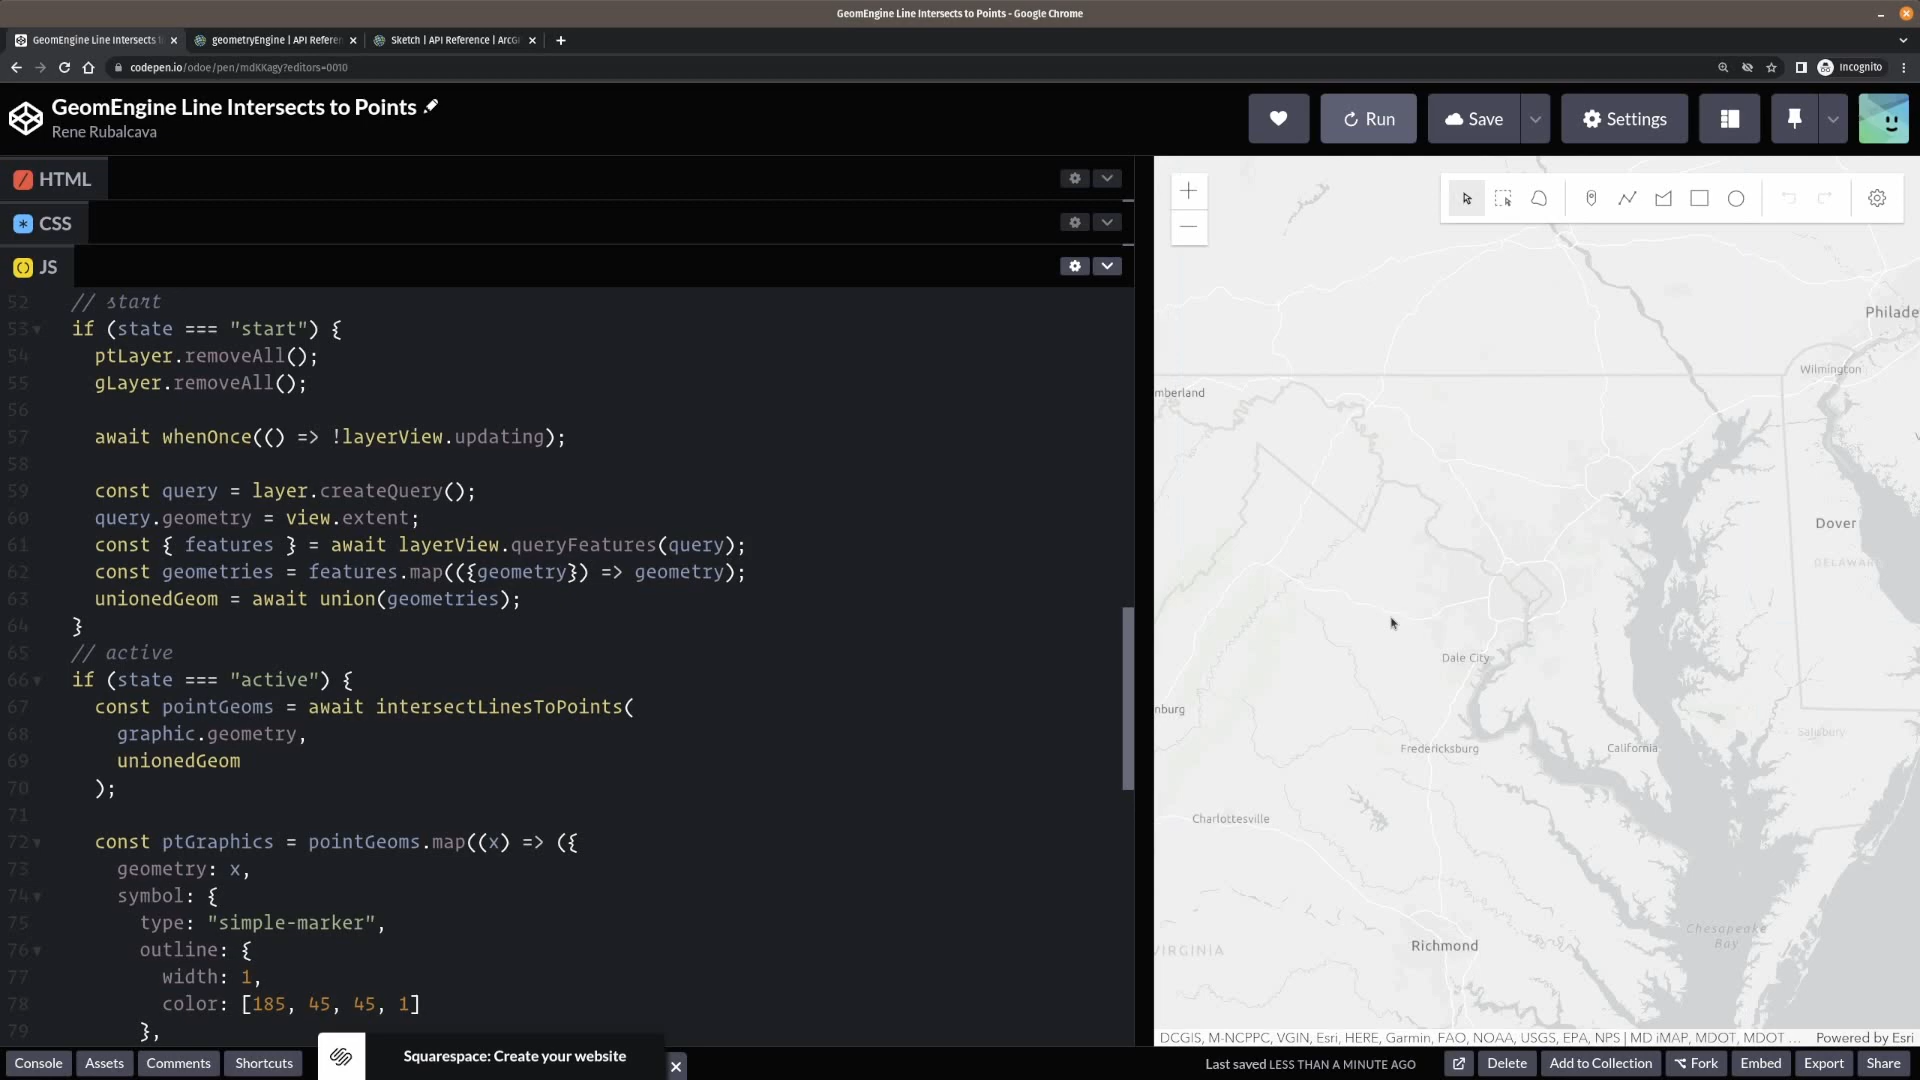 GeomEngine Line Intersects to Points - Google Chrome
GeomEngine Line Intersects
geometryEngine | API Referen
Sketch | API Reference | ArcG
codepen.io/odoe/pen/mdKKagy?editors=0010
Incognito
GeomEngine Line Intersects to Points
Rene Rubalcava
Run
Save
Settings
HTML
CSS
JS
52 // start
53 if (state === "start") {
54 ptLayer.removeAll();
55 gLayer.removeAll();
56
57 await whenOnce(() => !layerView.updating);
58
59 const query = layer.createQuery();
60 query.geometry = view.extent;
61 const { features } = await layerView.queryFeatures(query);
62 const geometries = features.map(({geometry}) => geometry);
63 unionedGeom = await union(geometries);
64 }
65 // active
66 if (state === "active") {
67 const pointGeoms = await intersectLinesToPoints(
68 graphic.geometry,
69 unionedGeom
70 );
71
72 const ptGraphics = pointGeoms.map((x) => ({
73 geometry: x,
74 symbol: {
75 type: "simple-marker",
76 outline: {
77 width: 1,
78 color: [185, 45, 45, 1]
79 },
Philade
Wilmington
mberland
Dover
DELAWAR
Dale City
nburg
Salisbury
Fredericksburg
California
Charlottesville
Chesapeake
Bay
Richmond
VIRGINIA
DCGIS, M-NCPPC, VGIN, Esri, HERE, Garmin, FAO, NOAA, USGS, EPA, NPS | MD iMAP, MDOT, MDOT ...
Powered by Esri
Console
Assets
Comments
Shortcuts
Squarespace: Create your website
Last saved LESS THAN A MINUTE AGO
Delete
Add to Collection
Fork
Embed
Export
Share